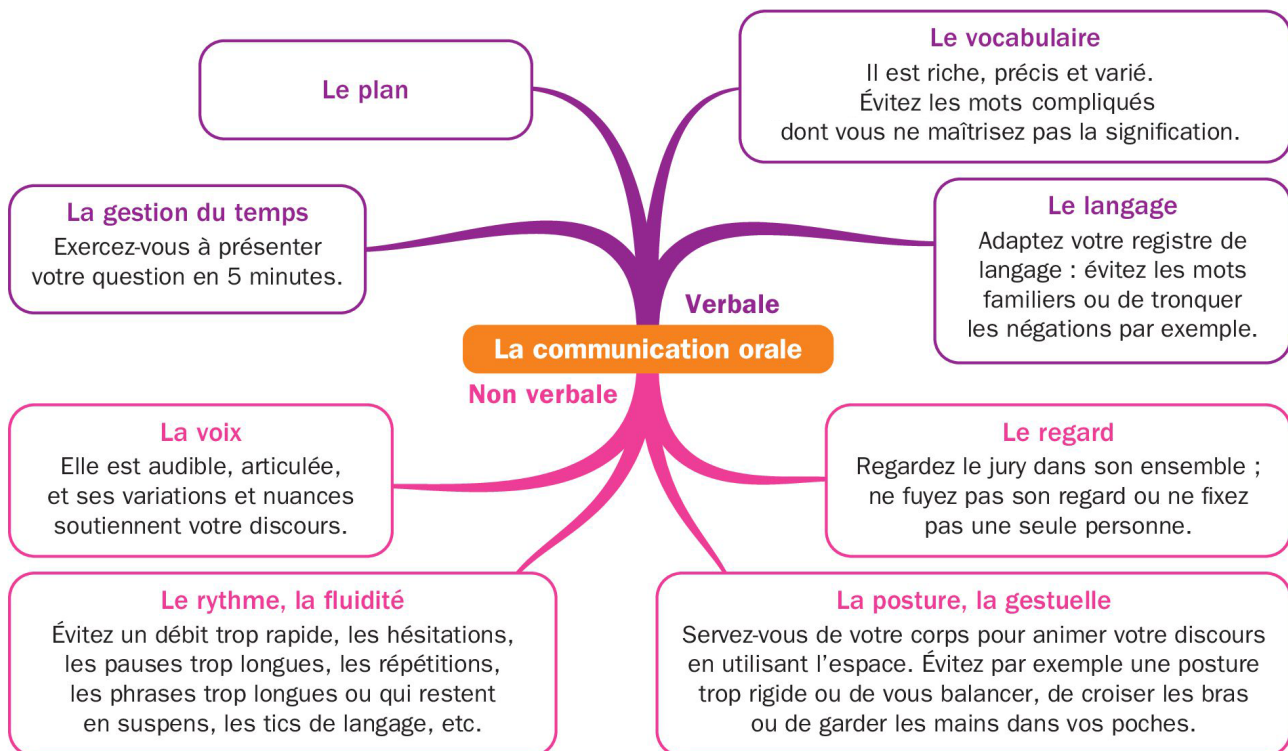 Le plan
Le vocabulaire
Il est riche, précis et varié.
Évitez les mots compliqués
dont vous ne maîtrisez pas la signification.
La gestion du temps
Exercez-vous à présenter
votre question en 5 minutes.
Le langage
Adaptez votre registre de
langage : évitez les mots
familiers ou de tronquer
les négations par exemple.
Verbale
La communication orale
Non verbale
La voix
Elle est audible, articulée,
et ses variations et nuances
soutiennent votre discours.
Le regard
Regardez le jury dans son ensemble ;
ne fuyez pas son regard ou ne fixez
pas une seule personne.
Le rythme, la fluidité
Évitez un débit trop rapide, les hésitations,
les pauses trop longues, les répétitions,
les phrases trop longues ou qui restent
en suspens, les tics de langage, etc.
La posture, la gestuelle
Servez-vous de votre corps pour animer votre discours
en utilisant l’espace. Évitez par exemple une posture
trop rigide ou de vous balancer, de croiser les bras
ou de garder les mains dans vos poches.